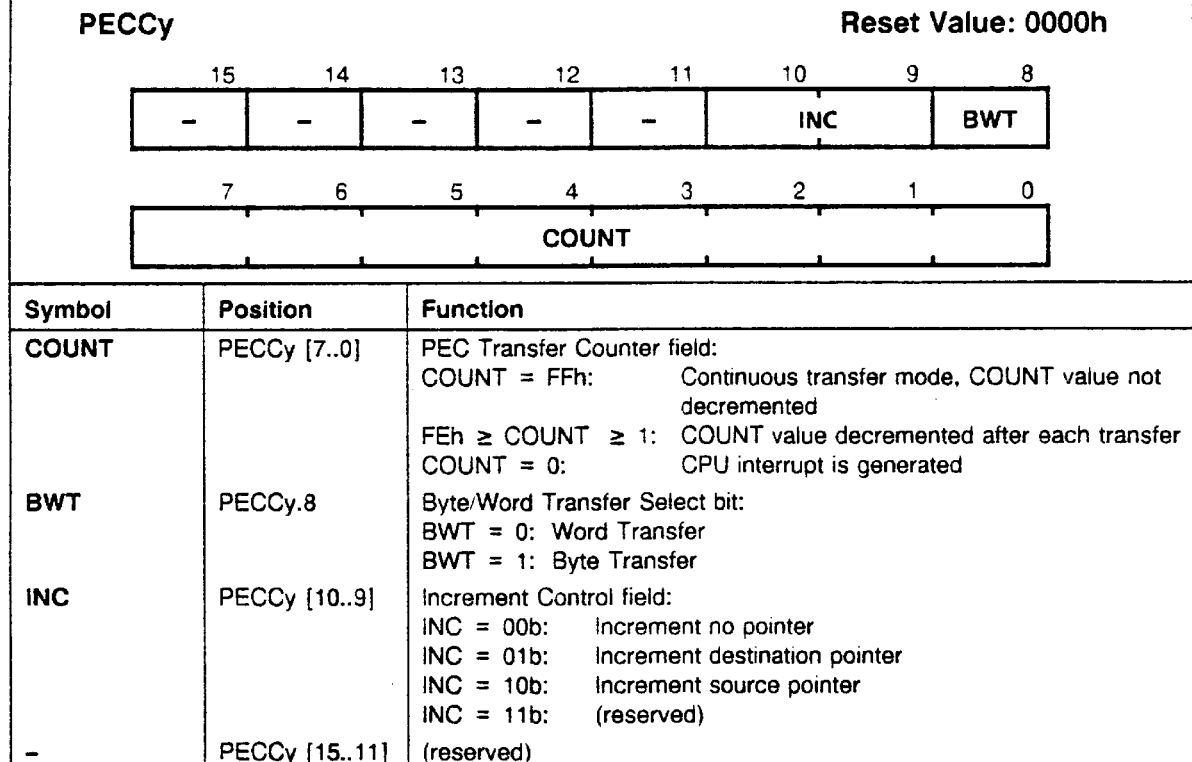 PECCy Reset Value: 0000h
15 14 13 12 11 10 9 8
– – – – – INC BWT
7 6 5 4 3 2 1 0
COUNT
Symbol Position Function
COUNT PECCy [7..0] PEC Transfer Counter field:
COUNT = FFh: Continuous transfer mode, COUNT value not
decremented
FEh ≥ COUNT ≥ 1: COUNT value decremented after each transfer
COUNT = 0: CPU interrupt is generated
BWT PECCy.8 Byte/Word Transfer Select bit:
BWT = 0: Word Transfer
BWT = 1: Byte Transfer
INC PECCy [10..9] Increment Control field:
INC = 00b: Increment no pointer
INC = 01b: Increment destination pointer
INC = 10b: Increment source pointer
INC = 11b: (reserved)
– PECCy [15..11] (reserved)